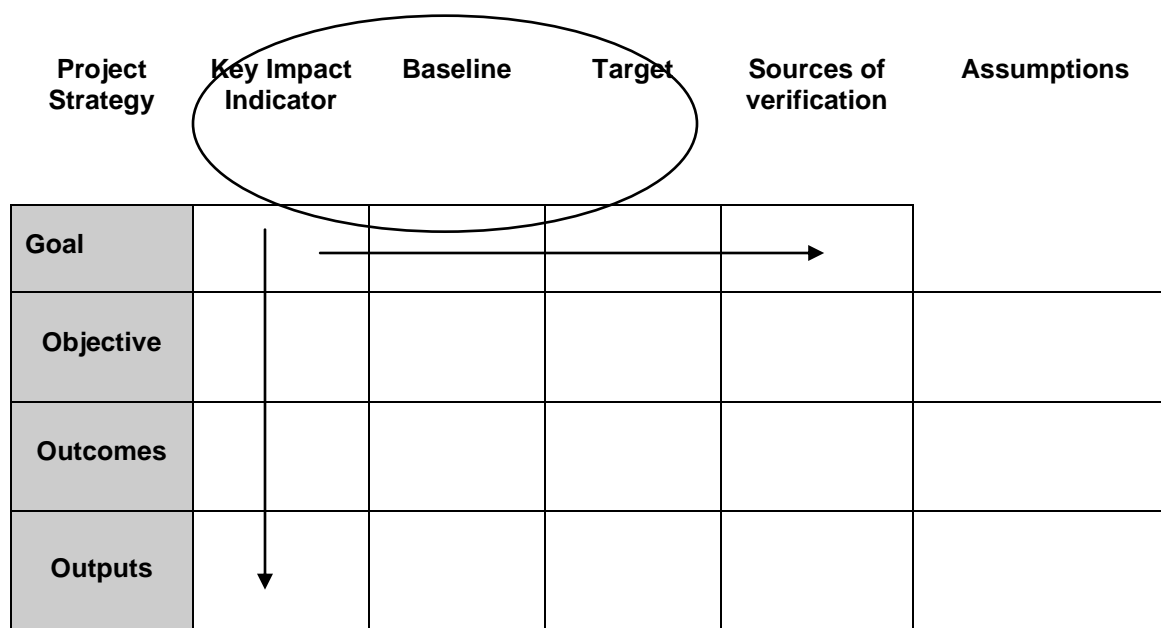 Project Strategy
Key Impact Indicator
Baseline
Target
Sources of verification
Assumptions
Goal
Objective
Outcomes
Outputs